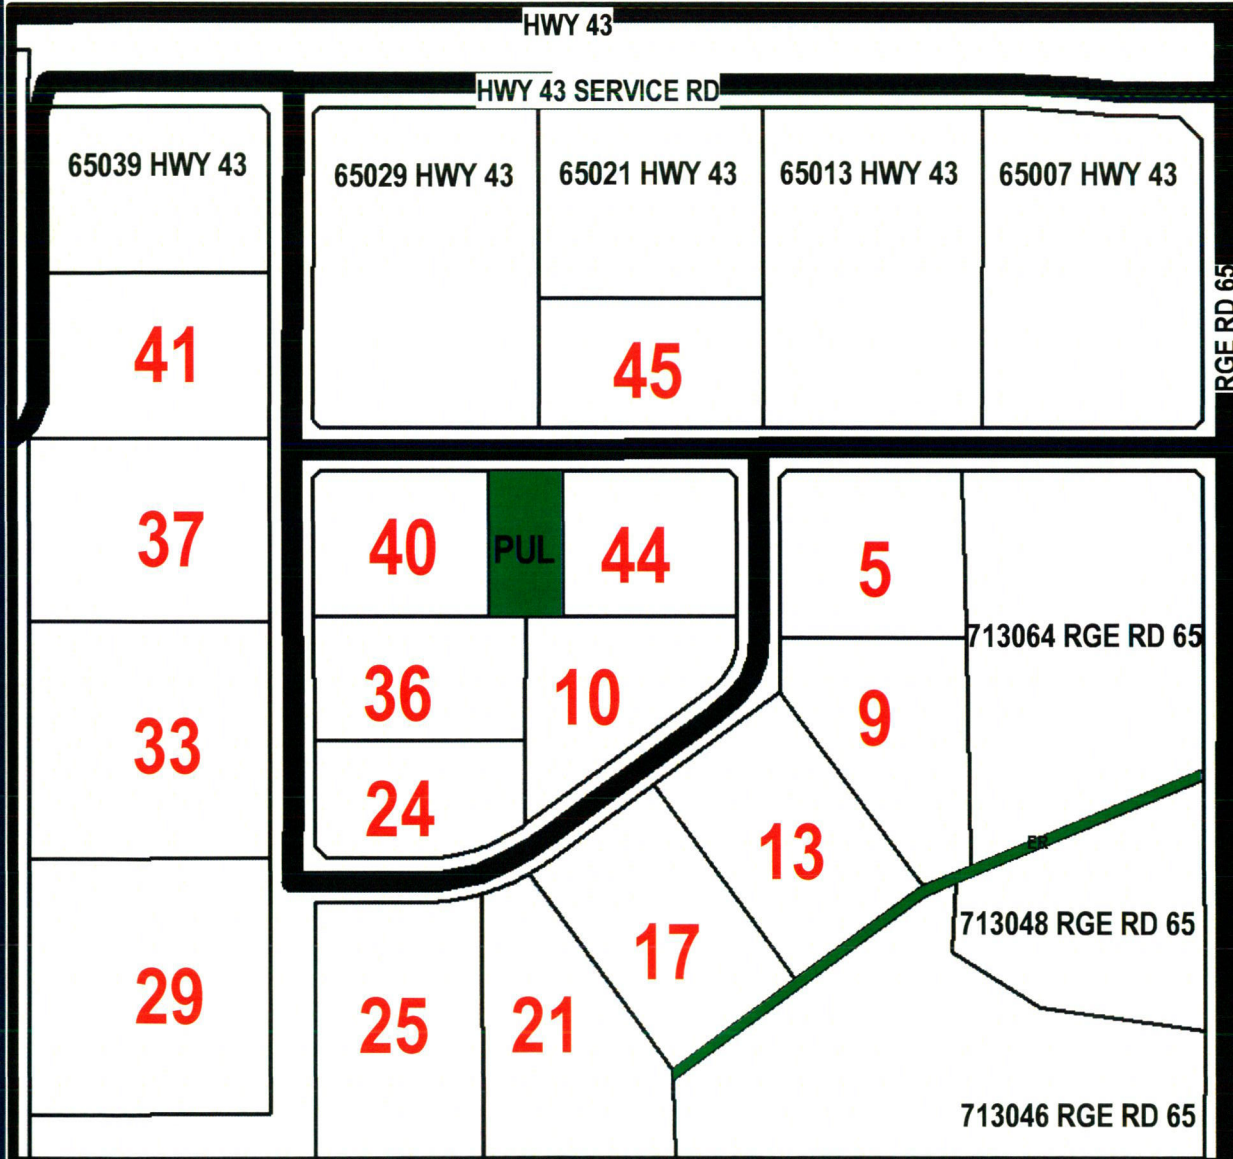 HWY 43
HWY 43 SERVICE RD
65039 HWY 43
65029 HWY 43
65021 HWY 43
65013 HWY 43
65007 HWY 43
RGE RD 65
41
45
37
40
PUL
44
5
713064 RGE RD 65
36
10
9
33
24
13
ER
713048 RGE RD 65
17
29
25
21
713046 RGE RD 65